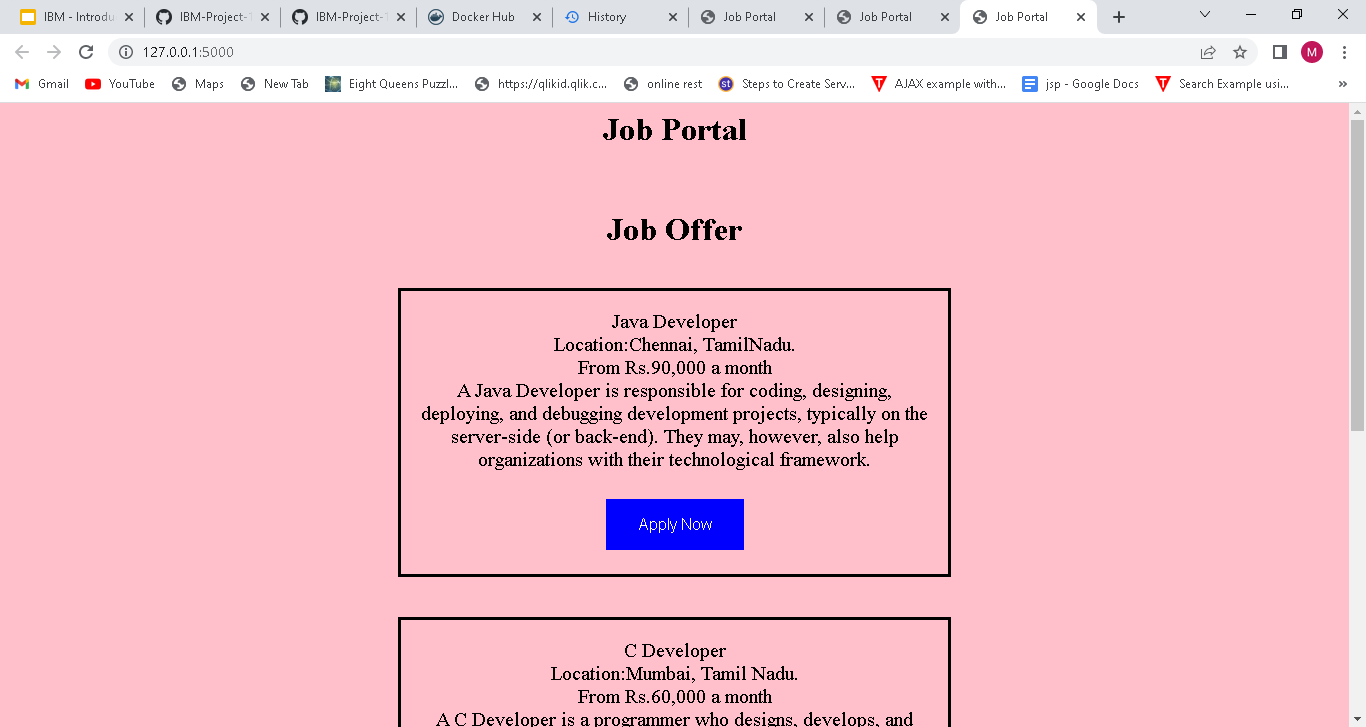 IBM - Introdu
IBM-Project-1
IBM-Project-1
Docker Hub
History
Job Portal
Job Portal
Job Portal
127.0.0.1:5000
M
Gmail
YouTube
Maps
New Tab
Eight Queens Puzzl...
https://qlikid.qlik.c...
online rest
st
Steps to Create Serv...
AJAX example with...
jsp - Google Docs
Search Example usi...
»
Job Portal
Job Offer
Java Developer
Location:Chennai, TamilNadu.
From Rs.90,000 a month
A Java Developer is responsible for coding, designing,
deploying, and debugging development projects, typically on the
server-side (or back-end). They may, however, also help
organizations with their technological framework.
Apply Now
C Developer
Location:Mumbai, Tamil Nadu.
From Rs.60,000 a month
A C Developer is a programmer who designs, develops, and